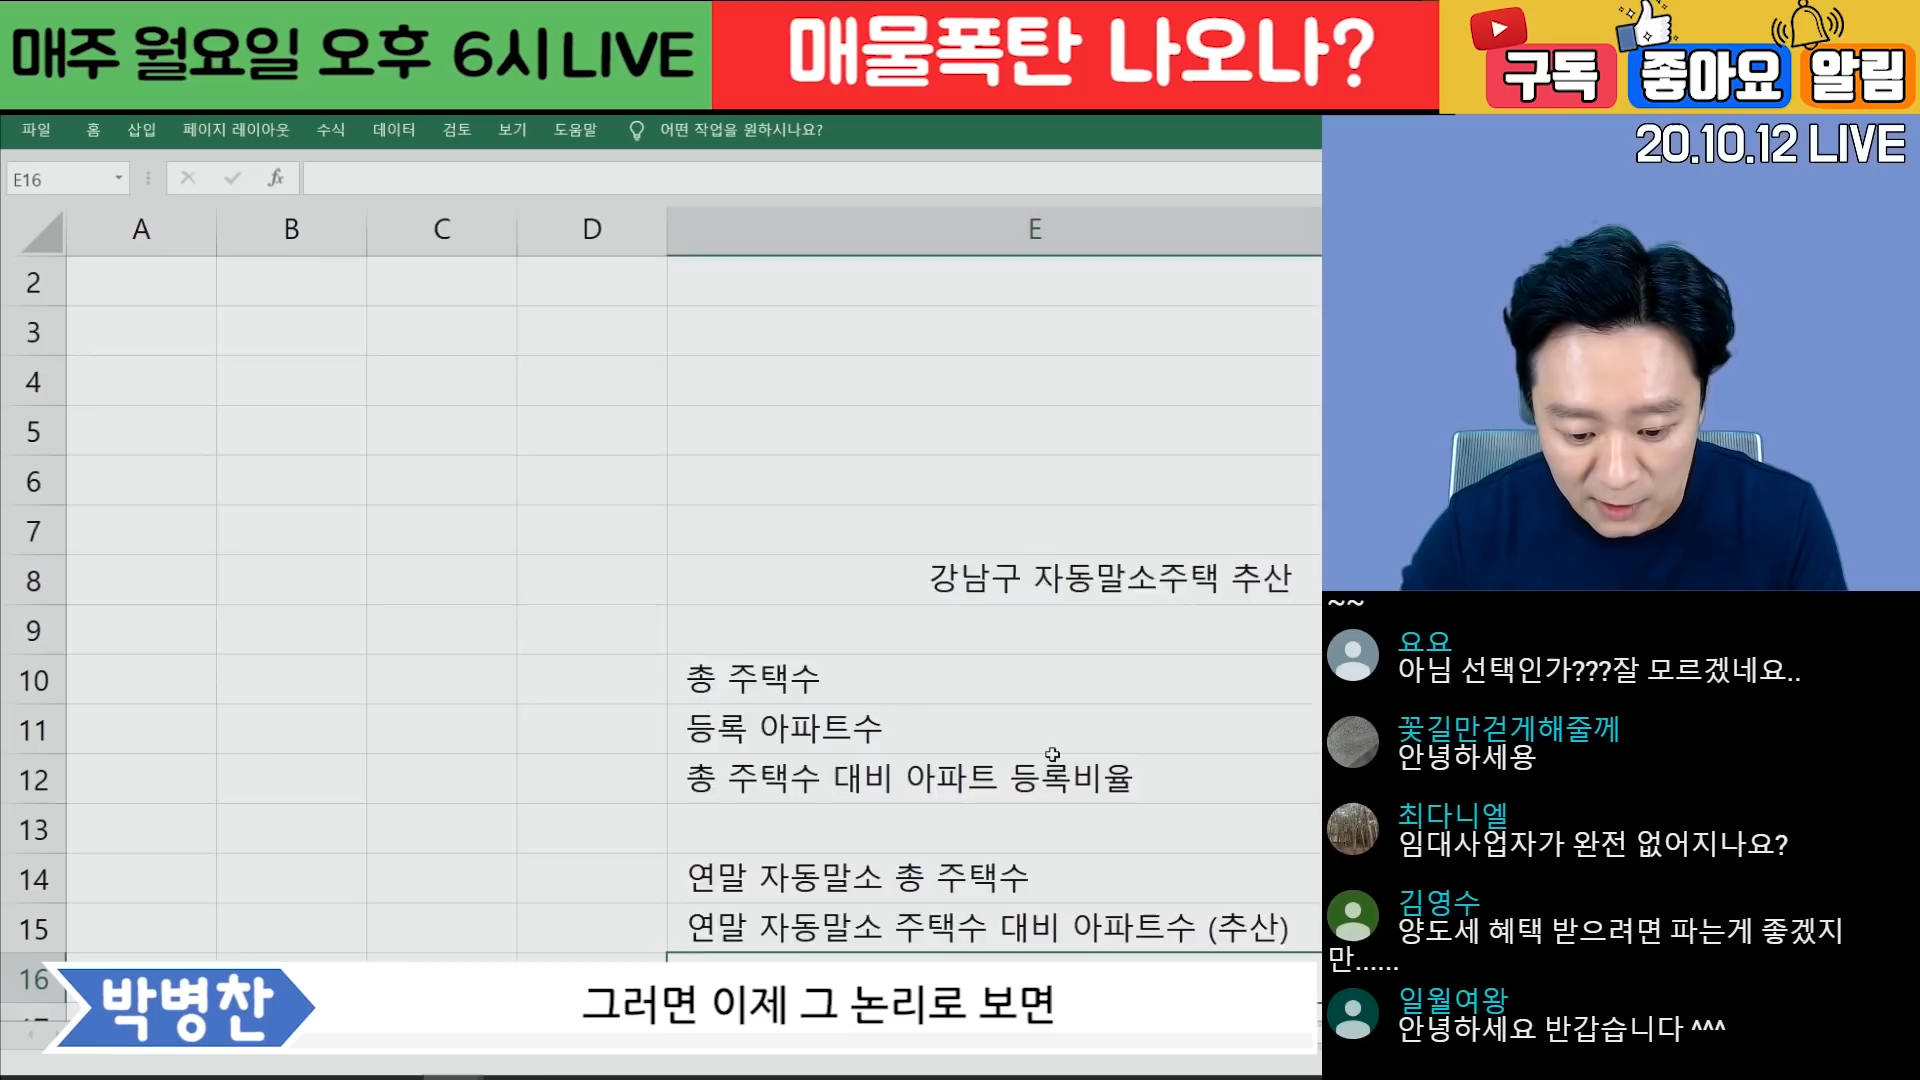 매주 월요일 오후 6시 LIVE
매물폭탄 나오나?
구독 좋아요 알림
20.10.12 LIVE
파일 홈 삽입 페이지 레이아웃 수식 데이터 검토 보기 도움말 어떤 작업을 원하시나요?
E16 fx
A B C D E
2
3
4
5
6
7
8 강남구 자동말소주택 추산
9
10 총 주택수
11 등록 아파트수
12 총 주택수 대비 아파트 등록비율
13
14 연말 자동말소 총 주택수
15 연말 자동말소 주택수 대비 아파트수 (추산)
16
박병찬
그러면 이제 그 논리로 보면
~~
요요
아님 선택인가???잘 모르겠네요..
꽃길만걷게해줄께
안녕하세용
최다니엘
임대사업자가 완전 없어지나요?
김영수
양도세 혜택 받으려면 파는게 좋겠지
만......
일월여왕
안녕하세요 반갑습니다 ^^^